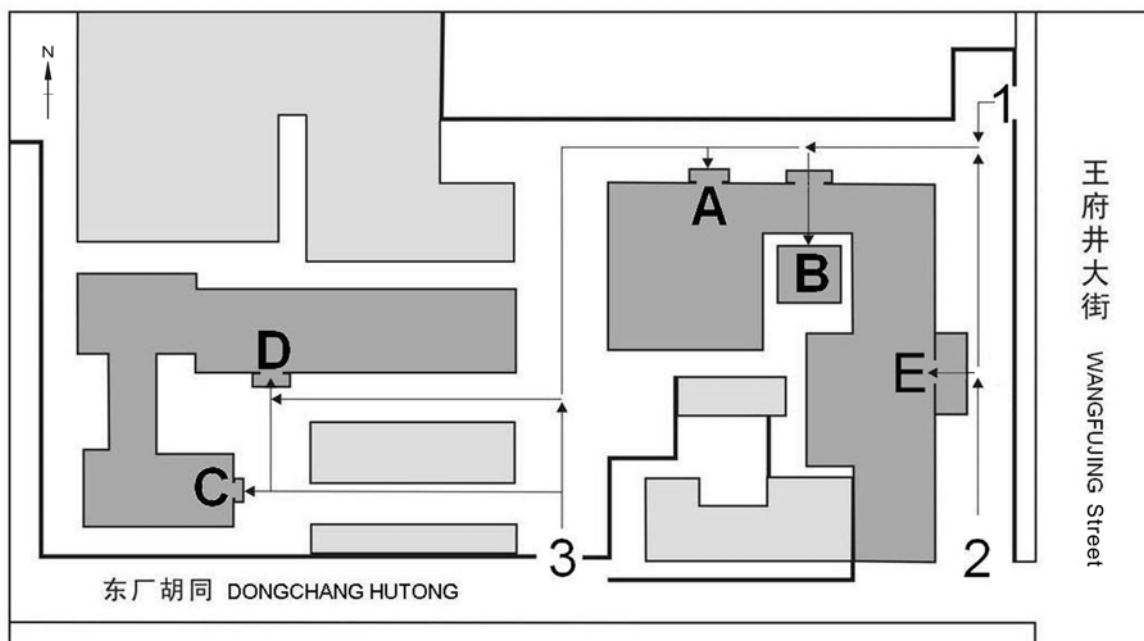 N
1
A
B
D
E
C
3
2
王府井大街 WANGFUJING Street
东厂胡同 DONGCHANG HUTONG